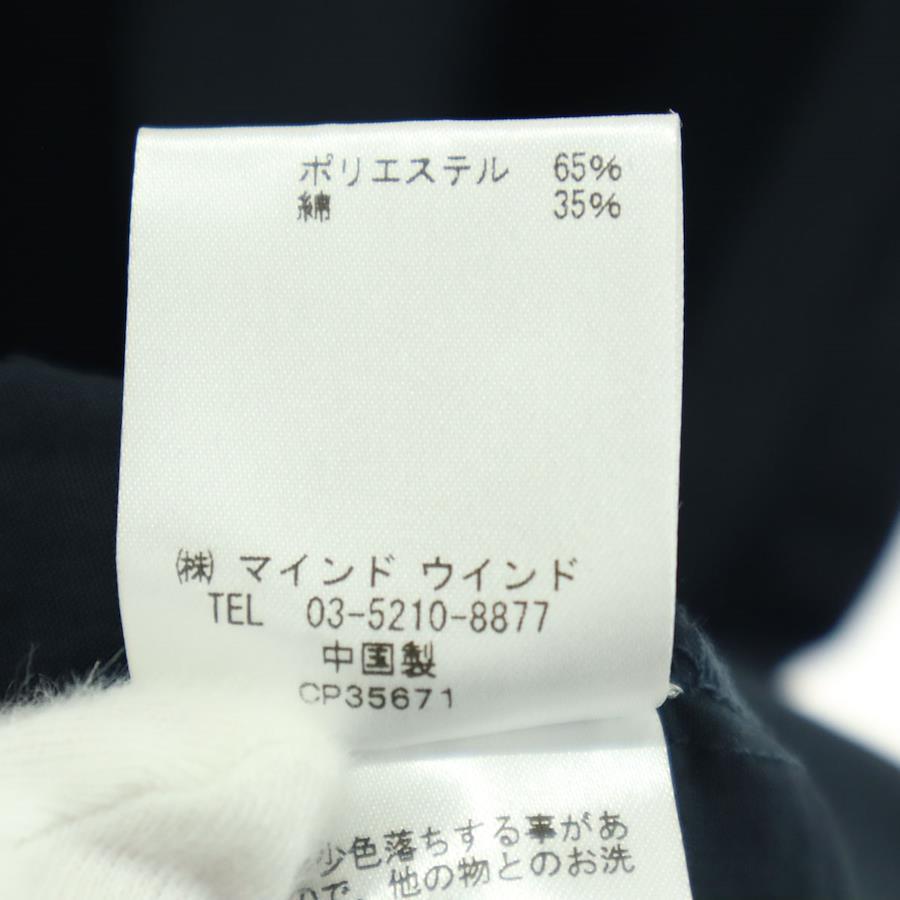 ポリエステル 65%
綿 35%
㈱ マインド ウインド
TEL 03-5210-8877
中国製
CP35671
少色落ちする事があ
ので、他の物とのお洗